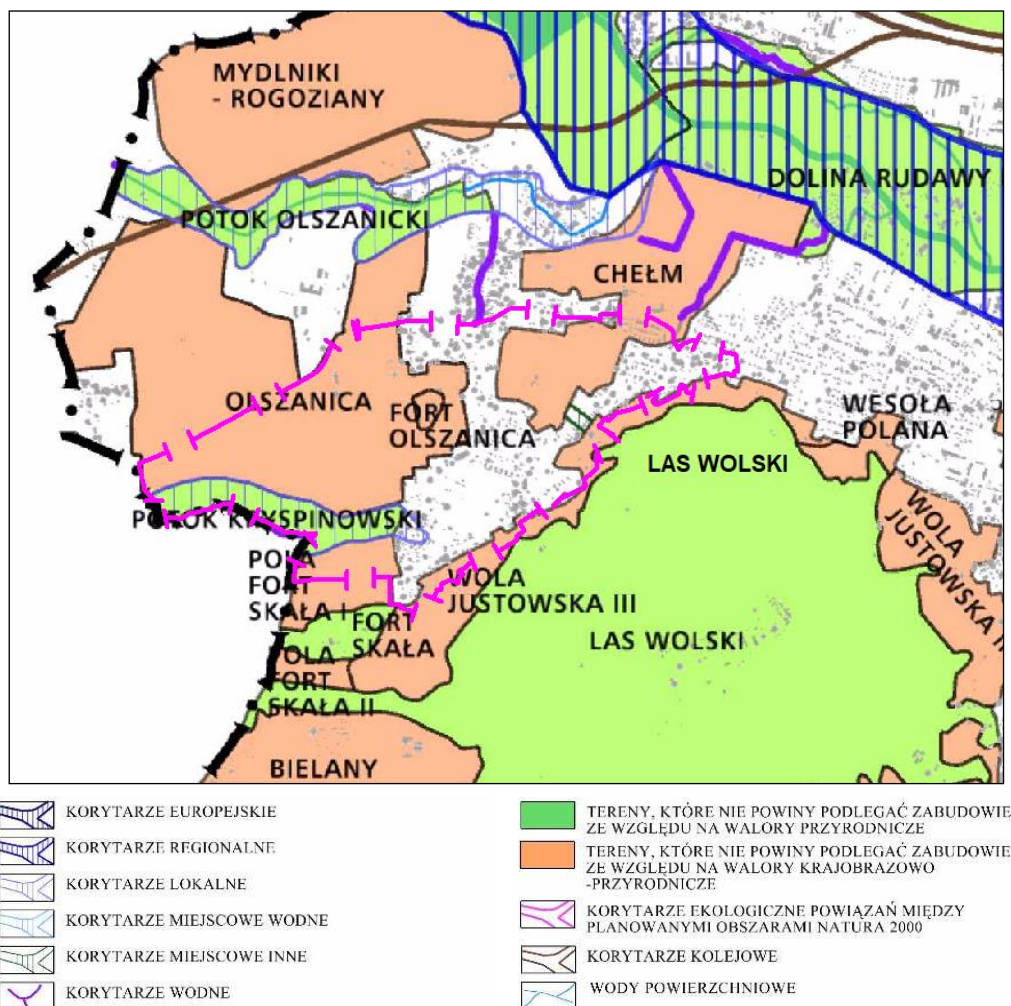 MYDLNIKI
- ROGOZIANY
DOLINA RUDAWY
POTOK OLSZANICKI
CHEŁM
OLSZANICA
FORT
OLSZANICA
WESOŁA
POLANA
LAS WOLSKI
POTOK KRYSPINOWSKI
WOLA
JUSTOWSKA II
POLA
FORT
SKAŁA I
WOLA
JUSTOWSKA III
FORT
SKAŁA
LAS WOLSKI
POLA
FORT
SKAŁA II
BIELANY
KORYTARZE EUROPEJSKIE
KORYTARZE REGIONALNE
KORYTARZE LOKALNE
KORYTARZE MIEJSCOWE WODNE
KORYTARZE MIEJSCOWE INNE
KORYTARZE WODNE
TERENY, KTÓRE NIE POWINY PODLEGAĆ ZABUDOWIE
ZE WZGLĘDU NA WALORY PRZYRODNICZE
TERENY, KTÓRE NIE POWINY PODLEGAĆ ZABUDOWIE
ZE WZGLĘDU NA WALORY KRAJOBRAZOWO
-PRZYRODNICZE
KORYTARZE EKOLOGICZNE POWIĄZAŃ MIĘDZY
PLANOWANYMI OBSZARAMI NATURA 2000
KORYTARZE KOLEJOWE
WODY POWIERZCHNIOWE